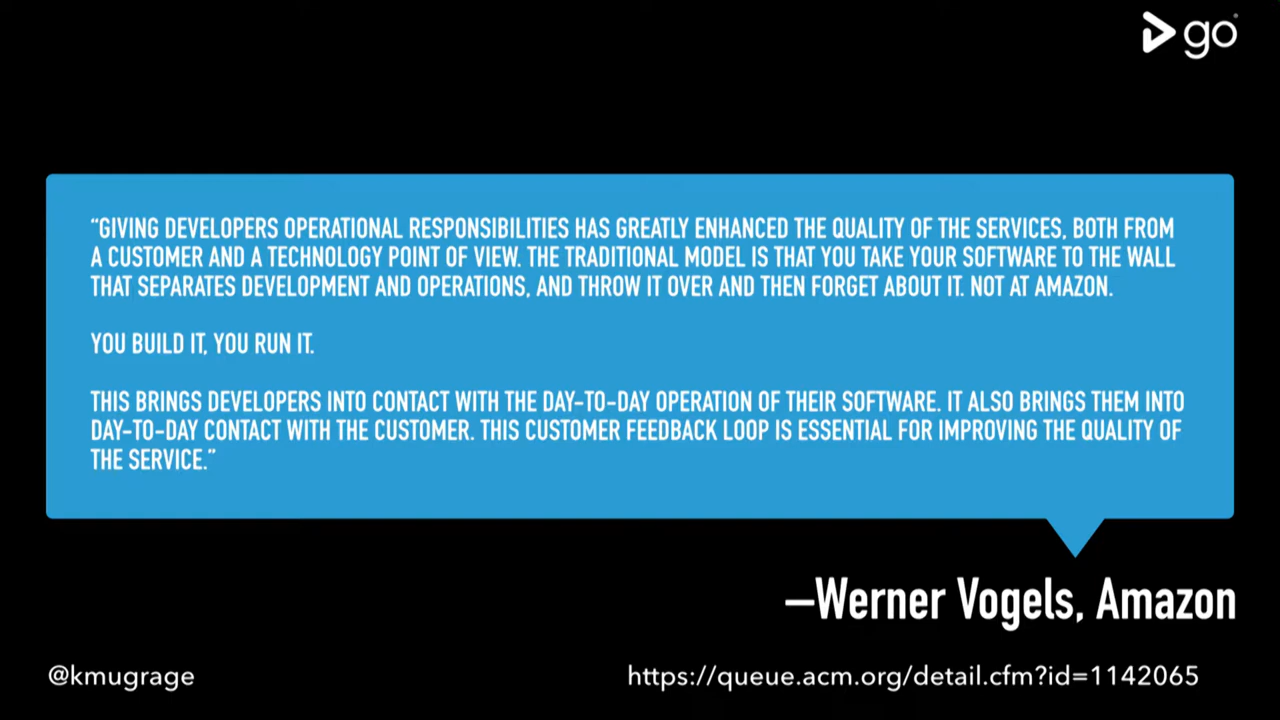 go
“GIVING DEVELOPERS OPERATIONAL RESPONSIBILITIES HAS GREATLY ENHANCED THE QUALITY OF THE SERVICES, BOTH FROM
A CUSTOMER AND A TECHNOLOGY POINT OF VIEW. THE TRADITIONAL MODEL IS THAT YOU TAKE YOUR SOFTWARE TO THE WALL
THAT SEPARATES DEVELOPMENT AND OPERATIONS, AND THROW IT OVER AND THEN FORGET ABOUT IT. NOT AT AMAZON.
YOU BUILD IT, YOU RUN IT.
THIS BRINGS DEVELOPERS INTO CONTACT WITH THE DAY-TO-DAY OPERATION OF THEIR SOFTWARE. IT ALSO BRINGS THEM INTO
DAY-TO-DAY CONTACT WITH THE CUSTOMER. THIS CUSTOMER FEEDBACK LOOP IS ESSENTIAL FOR IMPROVING THE QUALITY OF
THE SERVICE.”
–Werner Vogels, Amazon
@kmugrage
https://queue.acm.org/detail.cfm?id=1142065